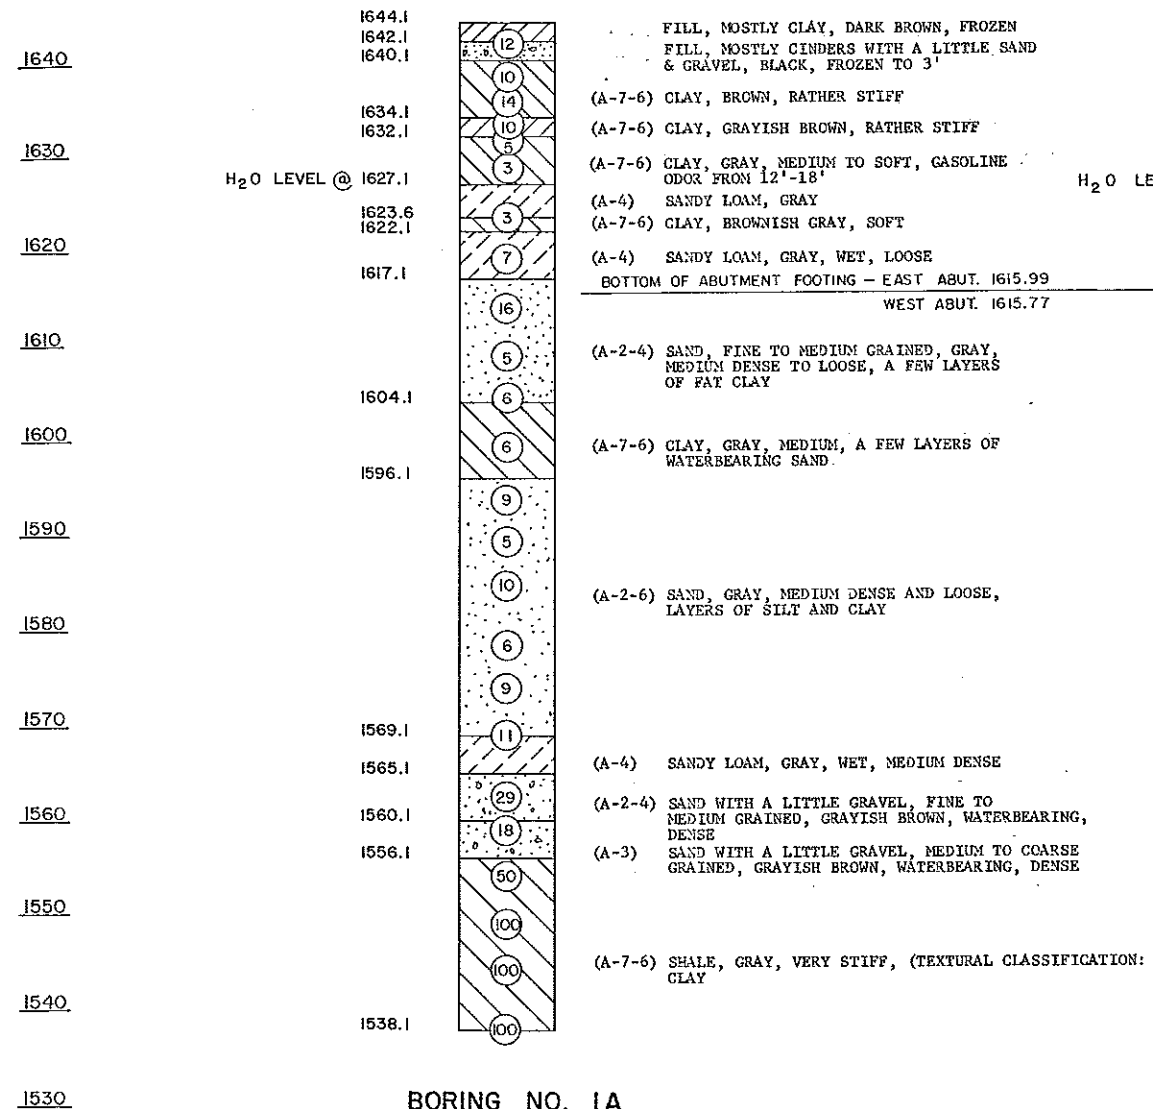 1644.1
FILL, MOSTLY CLAY, DARK BROWN, FROZEN
1642.1
12
FILL, MOSTLY CINDERS WITH A LITTLE SAND
& GRAVEL, BLACK, FROZEN TO 3'
1640
1640.1
10
14
(A-7-6) CLAY, BROWN, RATHER STIFF
1634.1
10
(A-7-6) CLAY, GRAYISH BROWN, RATHER STIFF
1632.1
5
1630
3
(A-7-6) CLAY, GRAY, MEDIUM TO SOFT, GASOLINE
ODOR FROM 12'-18'
H2O LEVEL @ 1627.1
H2O LE
(A-4) SANDY LOAM, GRAY
1623.6
3
(A-7-6) CLAY, BROWNISH GRAY, SOFT
1622.1
1620
7
(A-4) SANDY LOAM, GRAY, WET, LOOSE
1617.1
BOTTOM OF ABUTMENT FOOTING – EAST ABUT. 1615.99
WEST ABUT. 1615.77
16
1610
5
(A-2-4) SAND, FINE TO MEDIUM GRAINED, GRAY,
MEDIUM DENSE TO LOOSE, A FEW LAYERS
OF FAT CLAY
1604.1
6
1600
6
(A-7-6) CLAY, GRAY, MEDIUM, A FEW LAYERS OF
WATERBEARING SAND.
1596.1
9
1590
5
10
(A-2-6) SAND, GRAY, MEDIUM DENSE AND LOOSE,
LAYERS OF SILT AND CLAY
1580
6
9
1570
1569.1
11
(A-4) SANDY LOAM, GRAY, WET, MEDIUM DENSE
1565.1
29
(A-2-4) SAND WITH A LITTLE GRAVEL, FINE TO
MEDIUM GRAINED, GRAYISH BROWN, WATERBEARING,
DENSE
1560
1560.1
18
(A-3) SAND WITH A LITTLE GRAVEL, MEDIUM TO COARSE
GRAINED, GRAYISH BROWN, WATERBEARING, DENSE
1556.1
50
1550
100
100
(A-7-6) SHALE, GRAY, VERY STIFF, (TEXTURAL CLASSIFICATION:
CLAY
1540
1538.1
100
1530
BORING NO. 1A